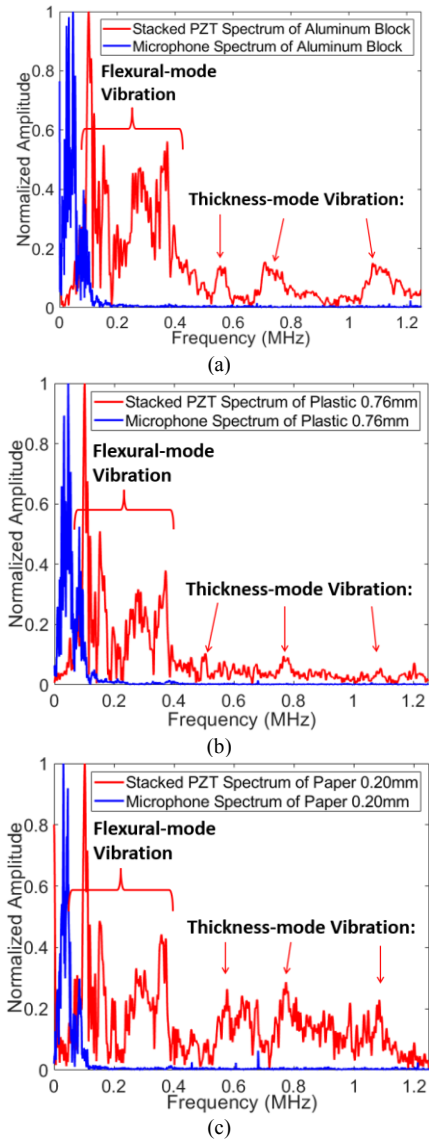 Stacked PZT Spectrum of Aluminum Block
Microphone Spectrum of Aluminum Block
Flexural-mode
Vibration
Thickness-mode Vibration:
Normalized Amplitude
1
0.8
0.6
0.4
0.2
0
0 0.2 0.4 0.6 0.8 1 1.2
Frequency (MHz)
(a)
Stacked PZT Spectrum of Plastic 0.76mm
Microphone Spectrum of Plastic 0.76mm
Flexural-mode
Vibration
Thickness-mode Vibration:
Normalized Amplitude
1
0.8
0.6
0.4
0.2
0
0 0.2 0.4 0.6 0.8 1 1.2
Frequency (MHz)
(b)
Stacked PZT Spectrum of Paper 0.20mm
Microphone Spectrum of Paper 0.20mm
Flexural-mode
Vibration
Thickness-mode Vibration:
Normalized Amplitude
1
0.8
0.6
0.4
0.2
0
0 0.2 0.4 0.6 0.8 1 1.2
Frequency (MHz)
(c)